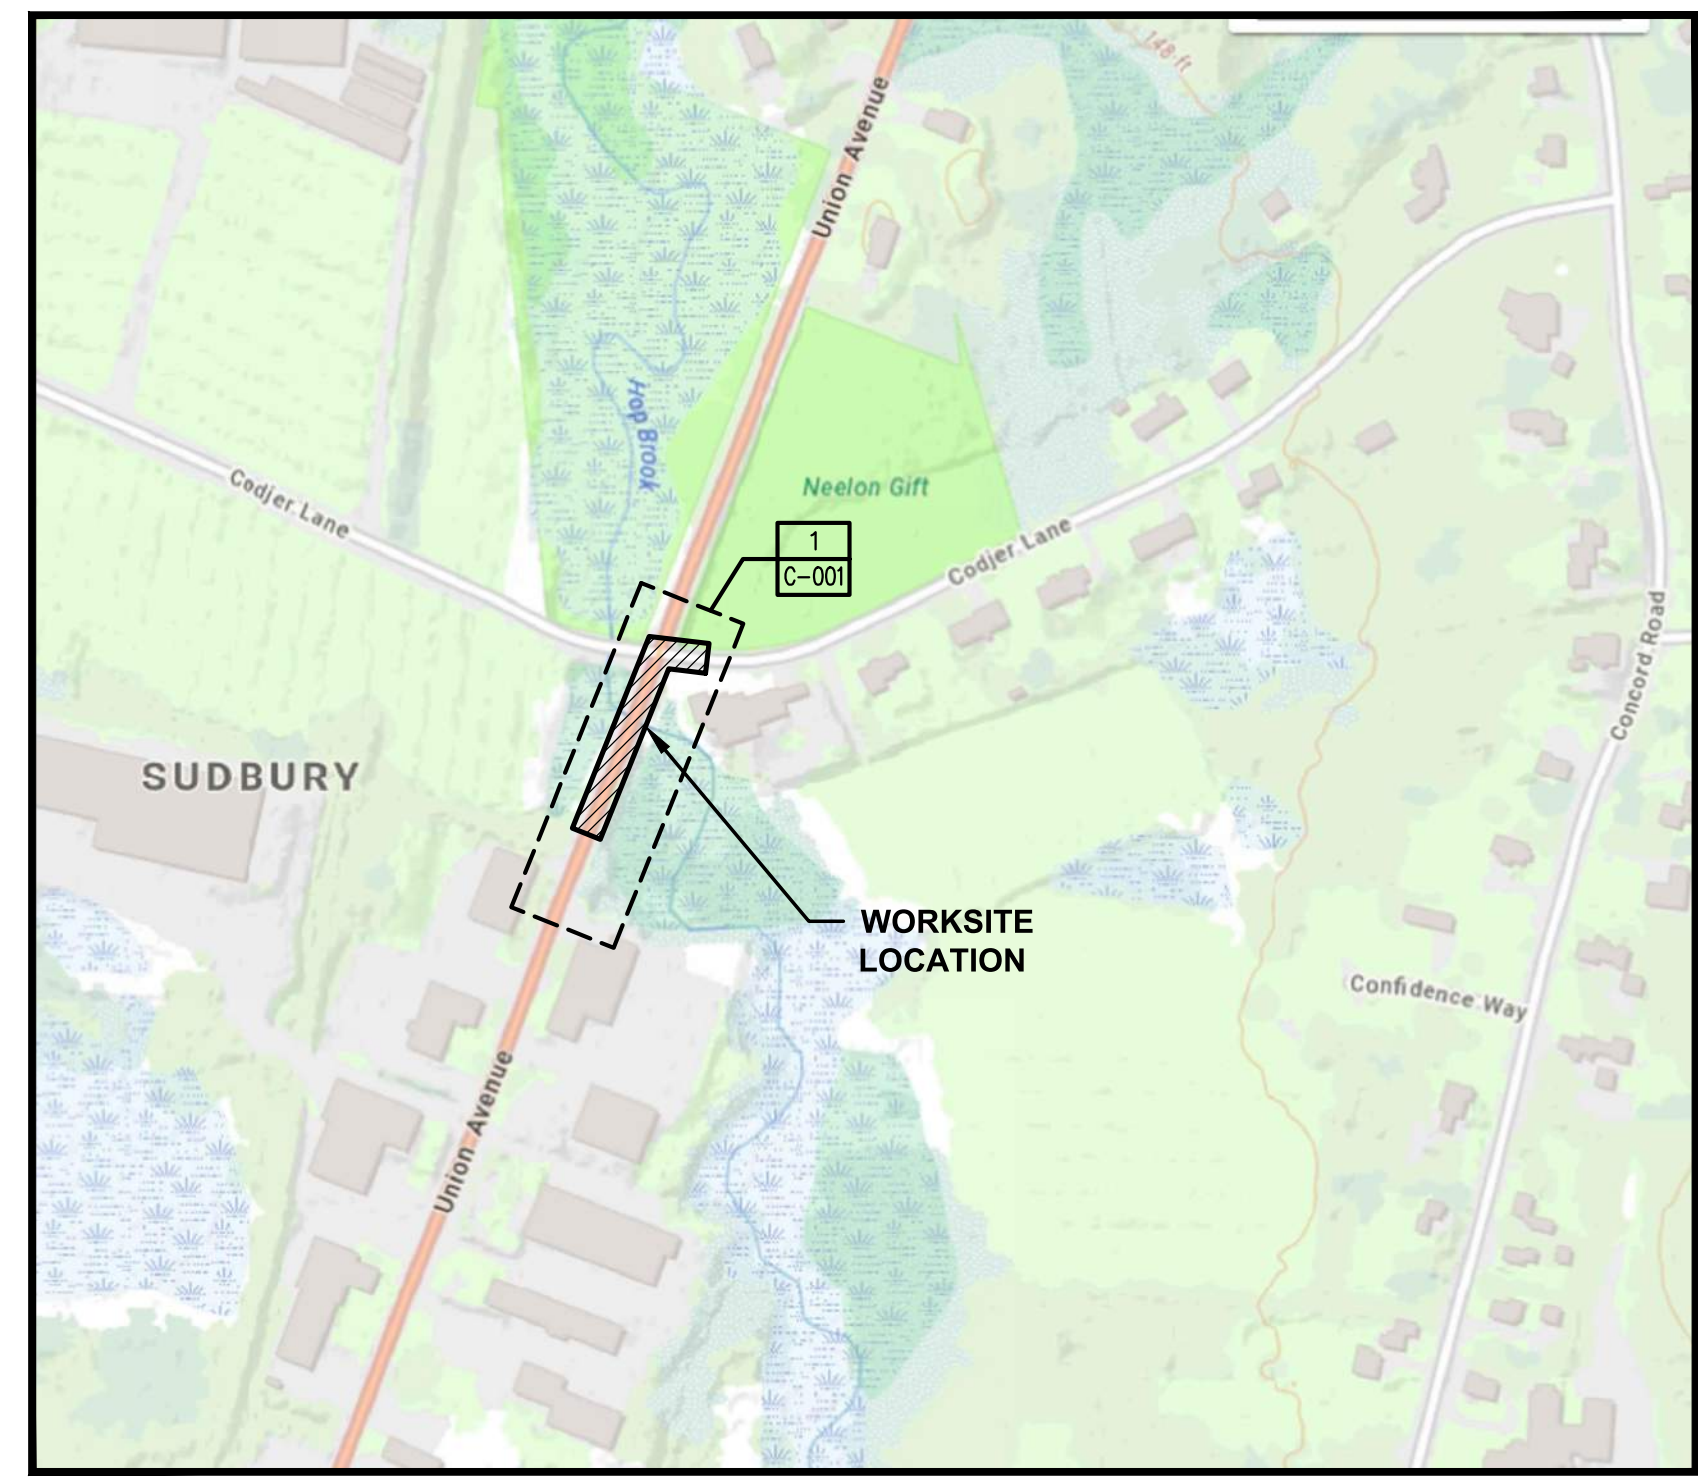 148 ft
Union Avenue
Hop Brook
Codjer Lane
Neelon Gift
1
C-001
Codjer Lane
Concord Road
SUDBURY
WORKSITE
LOCATION
Confidence Way
Union Avenue